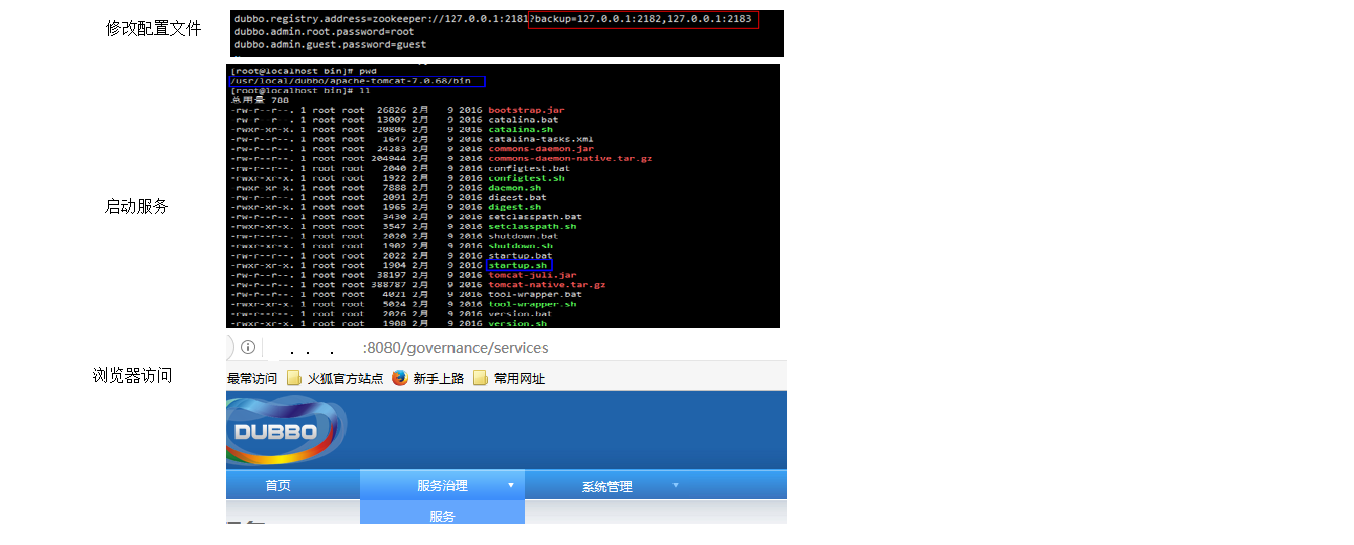 修改配置文件
dubbo.registry.address=zookeeper://127.0.0.1:2181?backup=127.0.0.1:2182,127.0.0.1:2183
dubbo.admin.root.password=root
dubbo.admin.guest.password=guest
[root@localhost bin]# pwd
/usr/local/dubbo/apache-tomcat-7.0.68/bin
[root@localhost bin]# ll
总用量 788
-rw-r--r--. 1 root root 26826 2月 9 2016 bootstrap.jar
-rw-r--r--. 1 root root 13007 2月 9 2016 catalina.bat
-rwxr-xr-x. 1 root root 20806 2月 9 2016 catalina.sh
-rw-r--r--. 1 root root 1647 2月 9 2016 catalina-tasks.xml
-rw-r--r--. 1 root root 24283 2月 9 2016 commons-daemon.jar
-rw-r--r--. 1 root root 204944 2月 9 2016 commons-daemon-native.tar.gz
-rw-r--r--. 1 root root 2040 2月 9 2016 configtest.bat
-rwxr-xr-x. 1 root root 1922 2月 9 2016 configtest.sh
-rwxr-xr-x. 1 root root 7888 2月 9 2016 daemon.sh
-rw-r--r--. 1 root root 2091 2月 9 2016 digest.bat
-rwxr-xr-x. 1 root root 1965 2月 9 2016 digest.sh
启动服务
-rw-r--r--. 1 root root 3430 2月 9 2016 setclasspath.bat
-rwxr-xr-x. 1 root root 3547 2月 9 2016 setclasspath.sh
-rw-r--r--. 1 root root 2020 2月 9 2016 shutdown.bat
-rwxr-xr-x. 1 root root 1902 2月 9 2016 shutdown.sh
-rw-r--r--. 1 root root 2022 2月 9 2016 startup.bat
-rwxr-xr-x. 1 root root 1904 2月 9 2016 startup.sh
-rw-r--r--. 1 root root 38197 2月 9 2016 tomcat-juli.jar
-rw-r--r--. 1 root root 388787 2月 9 2016 tomcat-native.tar.gz
-rw-r--r--. 1 root root 4021 2月 9 2016 tool-wrapper.bat
-rwxr-xr-x. 1 root root 5024 2月 9 2016 tool-wrapper.sh
-rw-r--r--. 1 root root 2026 2月 9 2016 version.bat
-rwxr-xr-x. 1 root root 1908 2月 9 2016 version.sh
. . . :8080/governance/services
浏览器访问
最常访问 火狐官方站点 新手上路 常用网址
DUBBO
首页 服务治理 系统管理
服务